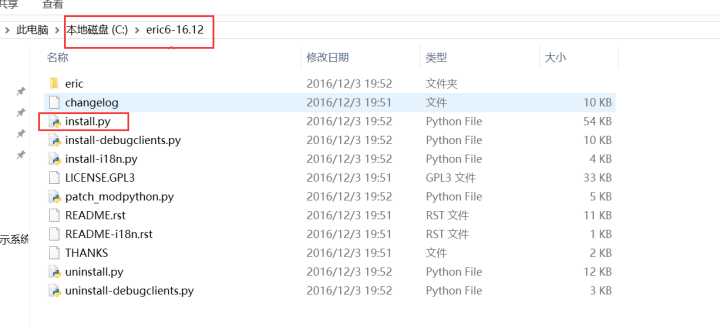 共享 查看
此电脑 本地磁盘 (C:) eric6-16.12
名称 修改日期 类型 大小
eric 2016/12/3 19:52 文件夹
changelog 2016/12/3 19:51 文件 10 KB
install.py 2016/12/3 19:52 Python File 54 KB
install-debugclients.py 2016/12/3 19:52 Python File 10 KB
install-i18n.py 2016/12/3 19:52 Python File 4 KB
LICENSE.GPL3 2016/12/3 19:51 GPL3 文件 33 KB
patch_modpython.py 2016/12/3 19:52 Python File 5 KB
README.rst 2016/12/3 19:51 RST 文件 11 KB
README-i18n.rst 2016/12/3 19:51 RST 文件 1 KB
示系统
THANKS 2016/12/3 19:51 文件 2 KB
uninstall.py 2016/12/3 19:52 Python File 12 KB
uninstall-debugclients.py 2016/12/3 19:52 Python File 3 KB